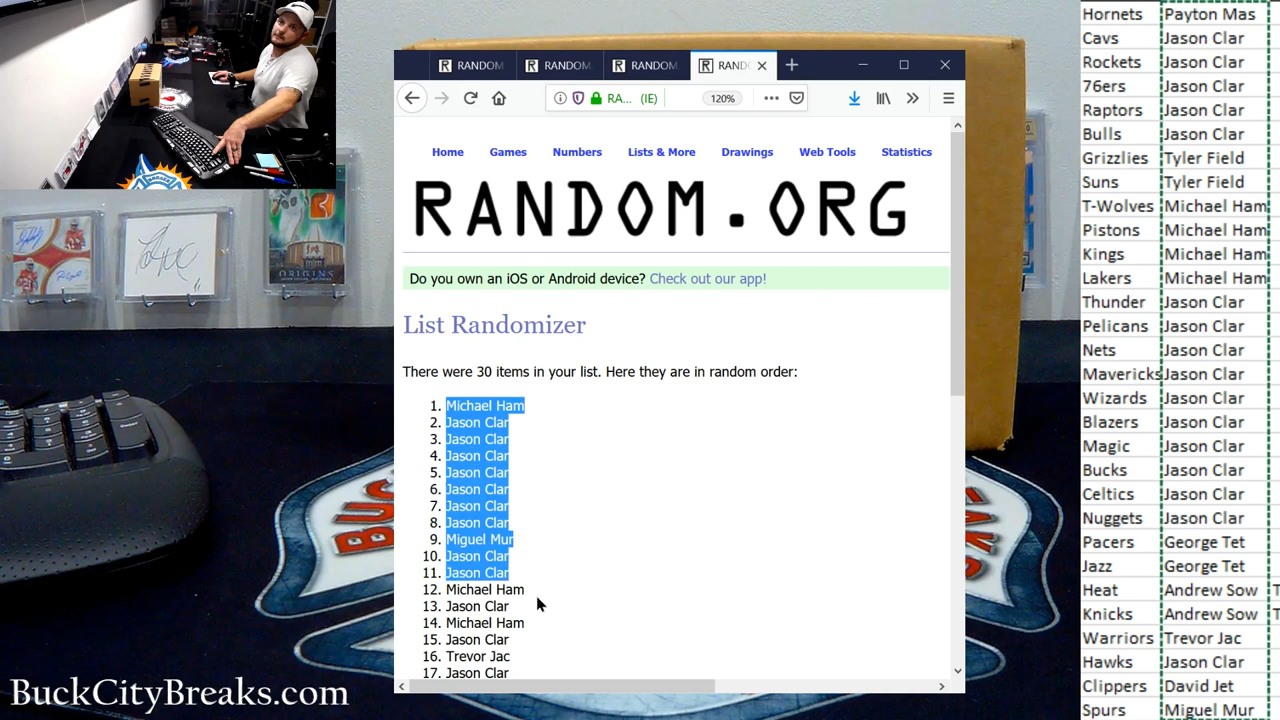 RANDOM
RANDOM
RANDOM
RAND
RA... (IE)
120%
Home Games Numbers Lists & More Drawings Web Tools Statistics
RANDOM.ORG
Do you own an iOS or Android device? Check out our app!
List Randomizer
There were 30 items in your list. Here they are in random order:
1. Michael Ham
2. Jason Clar
3. Jason Clar
4. Jason Clar
5. Jason Clar
6. Jason Clar
7. Jason Clar
8. Jason Clar
9. Miguel Mur
10. Jason Clar
11. Jason Clar
12. Michael Ham
13. Jason Clar
14. Michael Ham
15. Jason Clar
16. Trevor Jac
17. Jason Clar
Hornets Payton Mas
Cavs Jason Clar
Rockets Jason Clar
76ers Jason Clar
Raptors Jason Clar
Bulls Jason Clar
Grizzlies Tyler Field
Suns Tyler Field
T-Wolves Michael Ham
Pistons Michael Ham
Kings Michael Ham
Lakers Michael Ham
Thunder Jason Clar
Pelicans Jason Clar
Nets Jason Clar
Mavericks Jason Clar
Wizards Jason Clar
Blazers Jason Clar
Magic Jason Clar
Bucks Jason Clar
Celtics Jason Clar
Nuggets Jason Clar
Pacers George Tet
Jazz George Tet
Heat Andrew Sow
Knicks Andrew Sow
Warriors Trevor Jac
Hawks Jason Clar
Clippers David Jet
Spurs Miguel Mur
ORIGINS
BUC
BuckCityBreaks.com